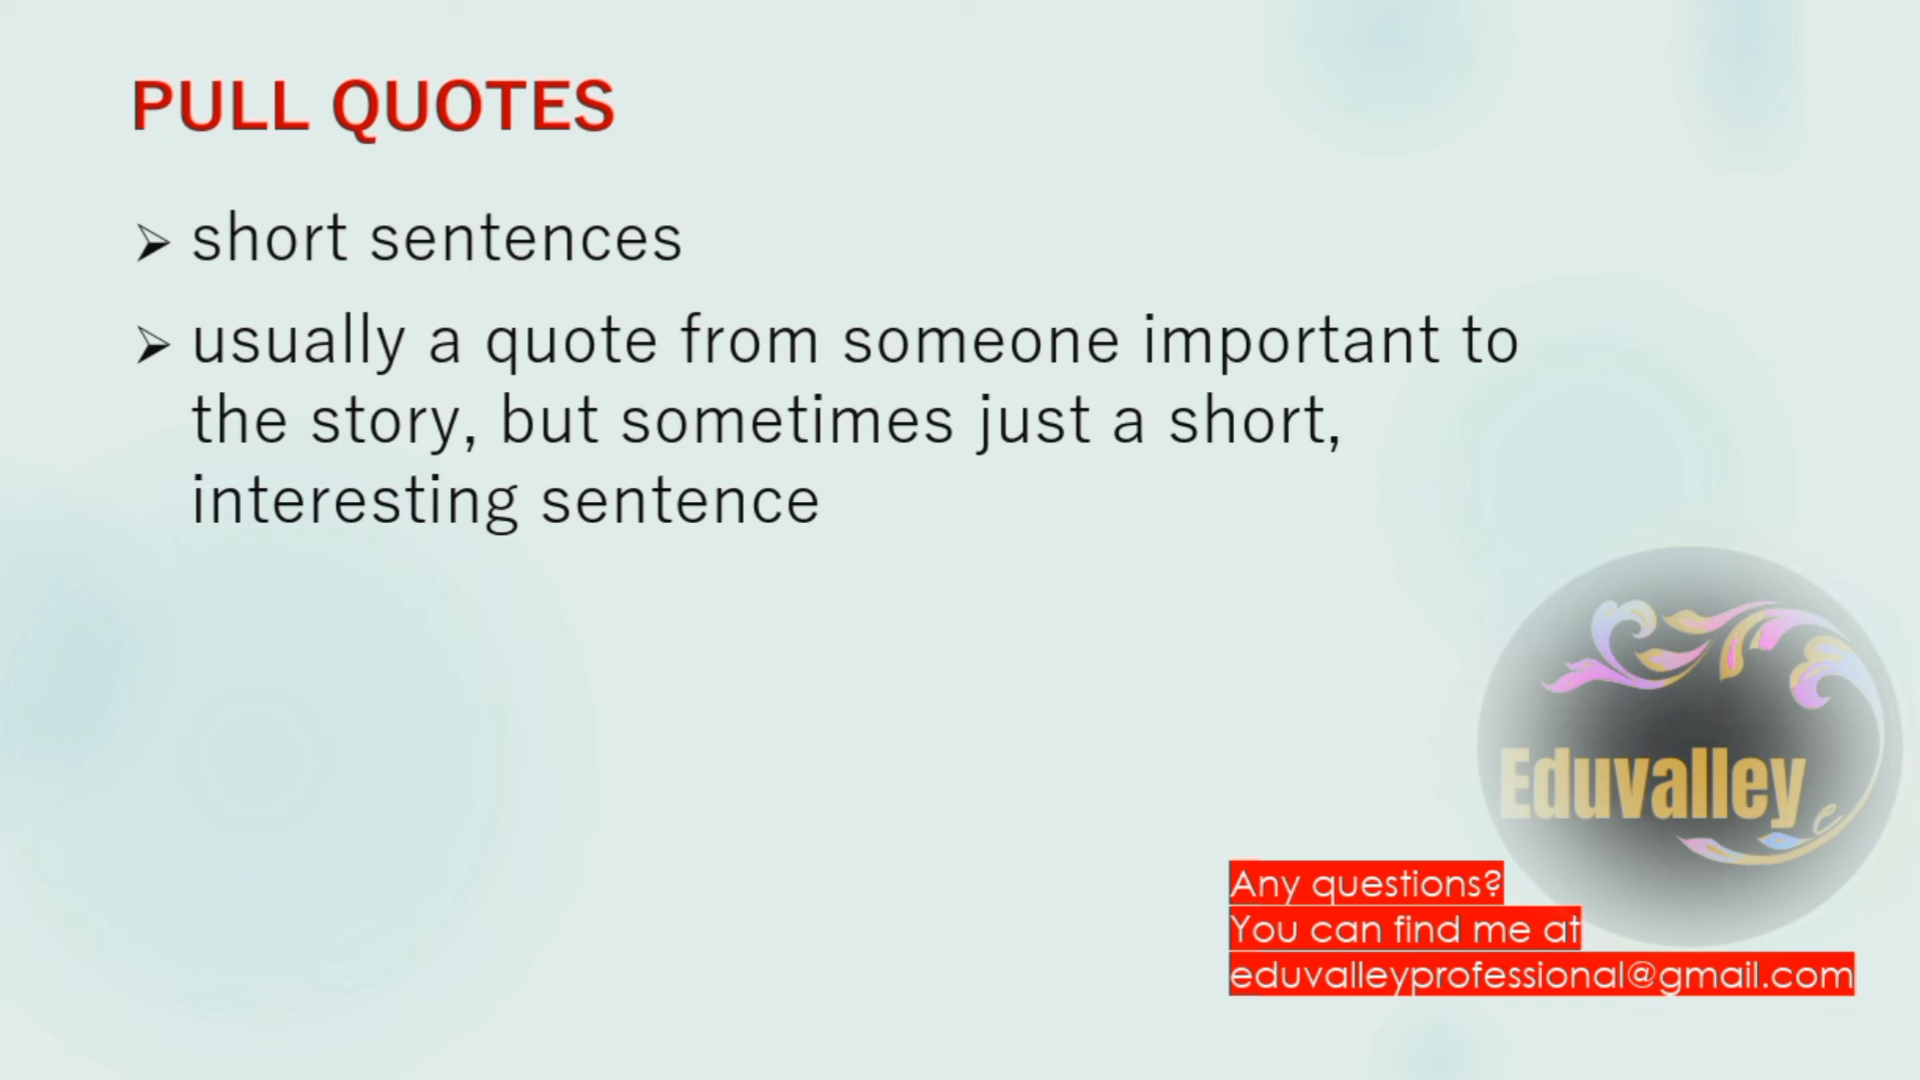 PULL QUOTES
➢ short sentences
➢ usually a quote from someone important to
the story, but sometimes just a short,
interesting sentence
Eduvalley
e
Any questions?
You can find me at
eduvalleyprofessional@gmail.com